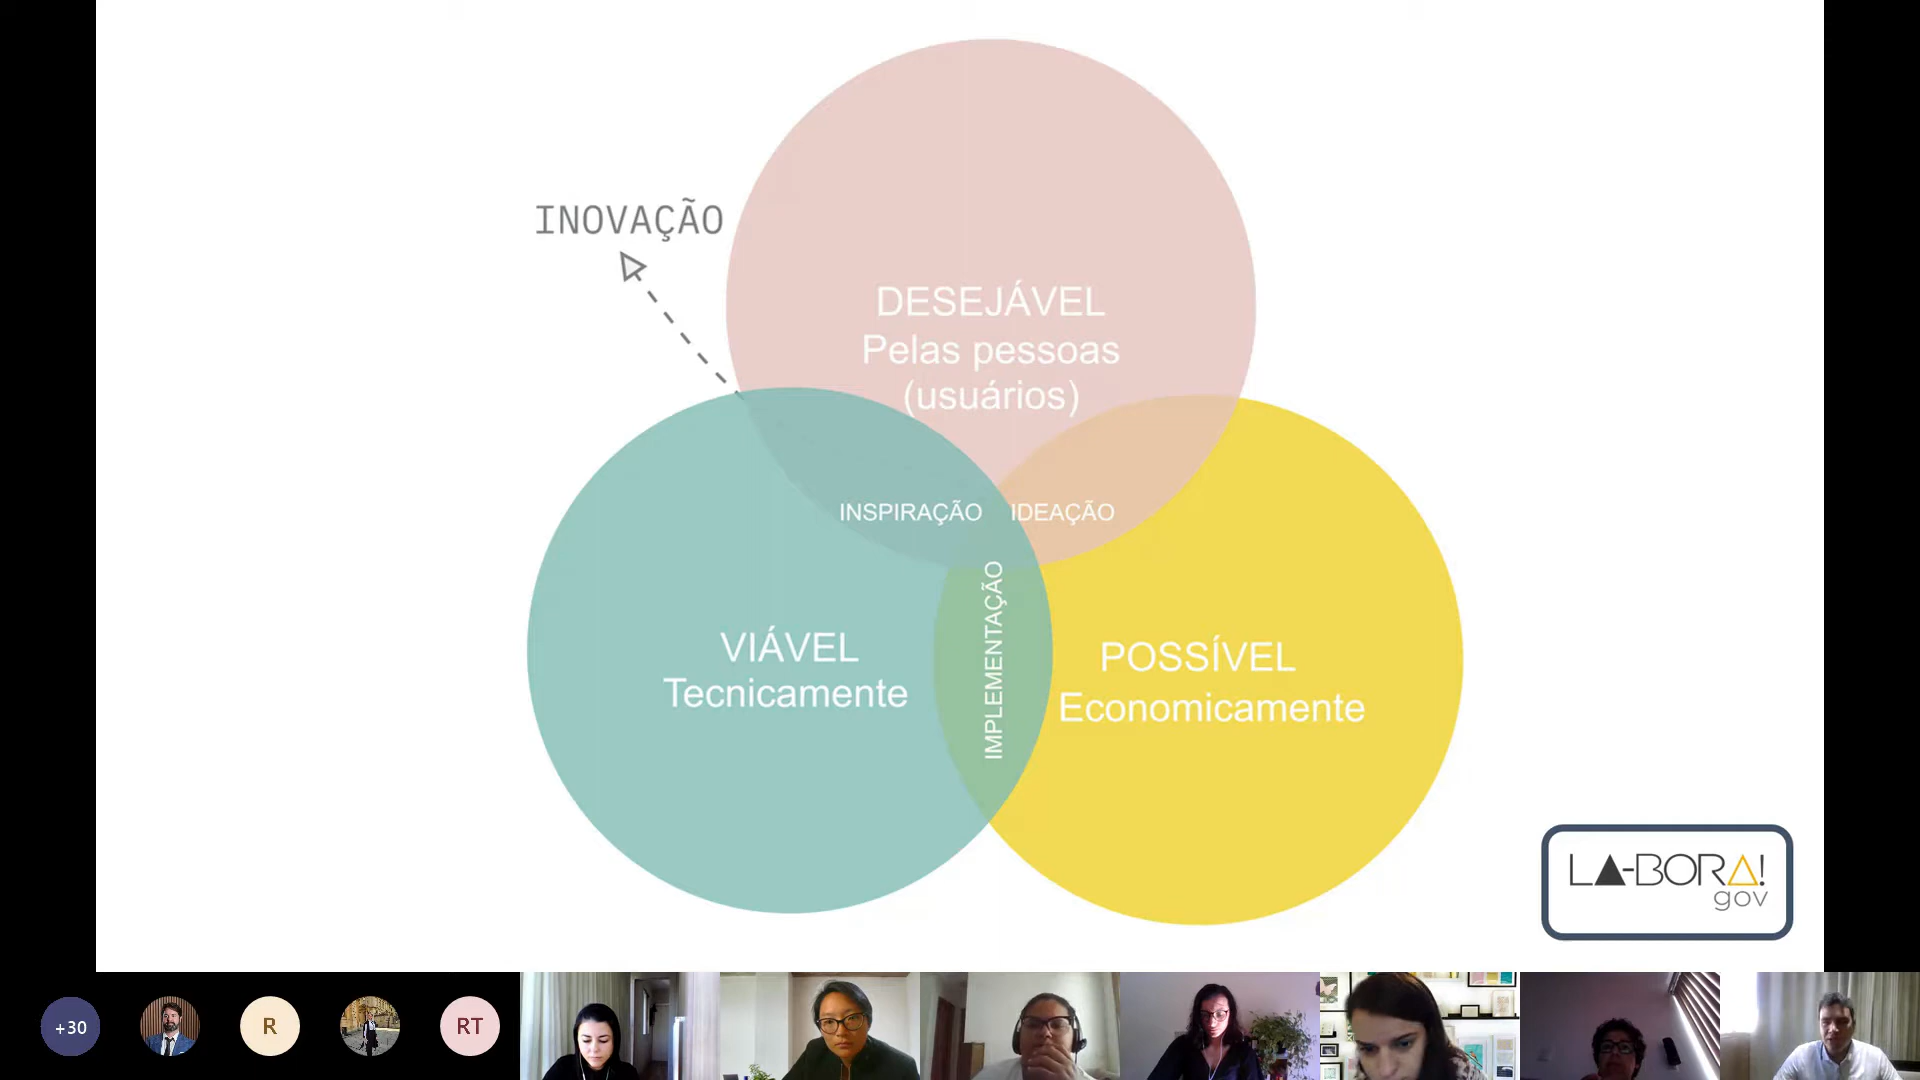 INOVAÇÃO
DESEJÁVEL
Pelas pessoas
(usuários)
INSPIRAÇÃO
IDEAÇÃO
IMPLEMENTAÇÃO
VIÁVEL
Tecnicamente
POSSÍVEL
Economicamente
LA-BORA!
gov
+30
R
RT